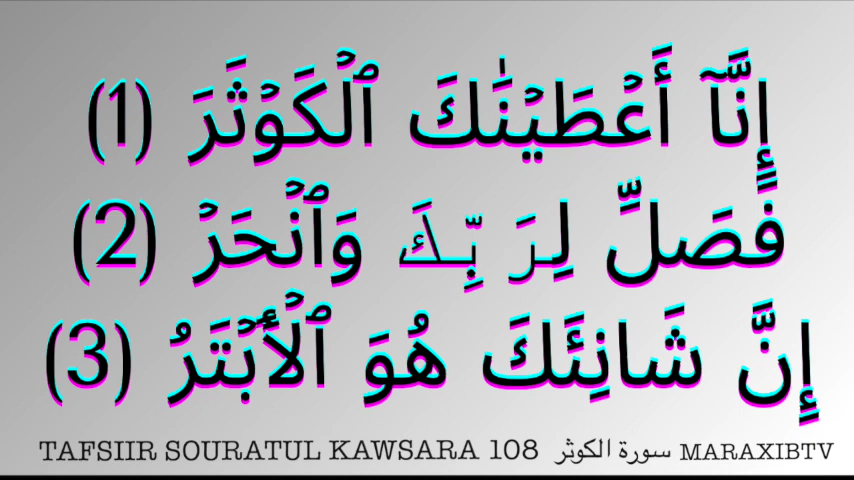 إِنَّآ أَعۡطَيۡنَٰكَ ٱلۡكَوۡثَرَ (1)
فَصَلِّ لِرَبِّكَ وَٱنۡحَرۡ (2)
إِنَّ شَانِئَكَ هُوَ ٱلۡأَبۡتَرُ (3)
TAFSIIR SOURATUL KAWSARA 108 سورة الكوثر MARAXIBTV